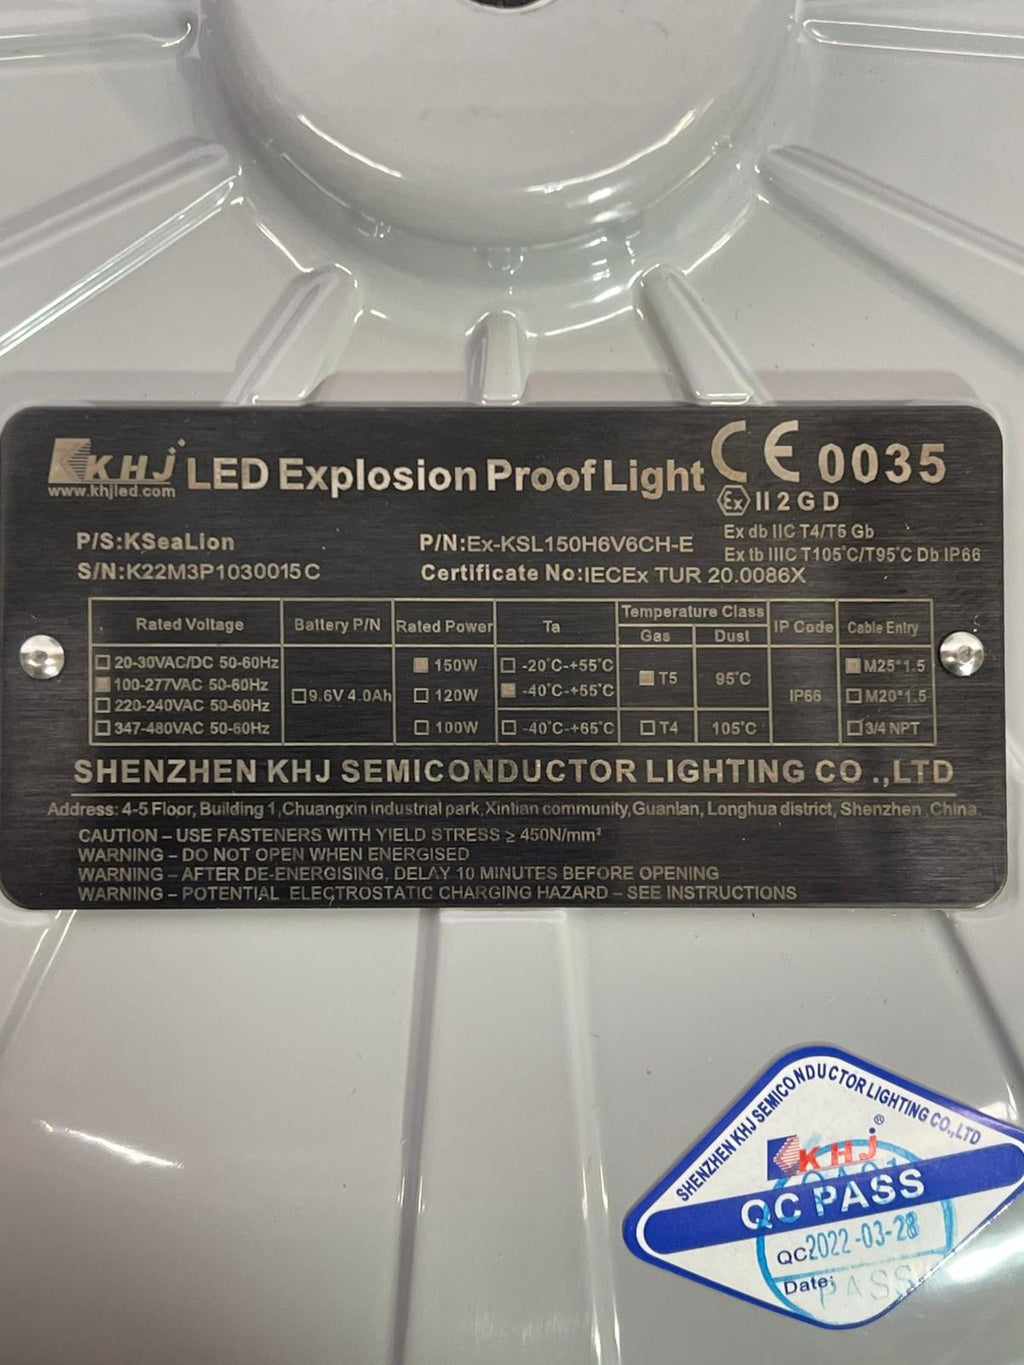 KHJ LED Explosion Proof Light CE 0035
www.khjled.com
Ex II 2 G D
P/S:KSeaLion P/N:Ex-KSL150H6V6CH-E
Ex db IIC T4/T5 Gb
Ex tb IIIC T105°C/T95°C Db IP66
S/N:K22M3P1030015C Certificate No:IECEx TUR 20.0086X
Rated Voltage Battery P/N Rated Power Ta Temperature Class IP Code Cable Entry
Gas Dust
20-30VAC/DC 50-60Hz 150W -20°C-+55°C M25*1.5
100-277VAC 50-60Hz 9.6V 4.0Ah 120W -40°C-+55°C T5 95°C IP66 M20*1.5
220-240VAC 50-60Hz
347-480VAC 50-60Hz 100W -40°C-+65°C T4 105°C 3/4 NPT
SHENZHEN KHJ SEMICONDUCTOR LIGHTING CO .,LTD
Address: 4-5 Floor, Building 1 ,Chuangxin industrial park, Xintian community, Guanlan, Longhua district, Shenzhen, China.
CAUTION – USE FASTENERS WITH YIELD STRESS ≥ 450N/mm²
WARNING – DO NOT OPEN WHEN ENERGISED
WARNING – AFTER DE-ENERGISING, DELAY 10 MINUTES BEFORE OPENING
WARNING – POTENTIAL ELECTROSTATIC CHARGING HAZARD – SEE INSTRUCTIONS
SHENZHEN KHJ SEMICONDUCTOR LIGHTING CO.,LTD
KHJ®
QC PASS
QC 2022-03-28
Date:
PASS